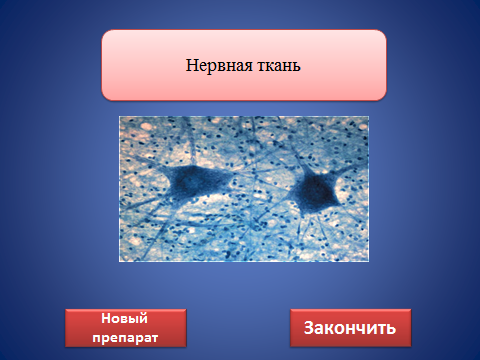 Нервная ткань
Новый
препарат
Закончить